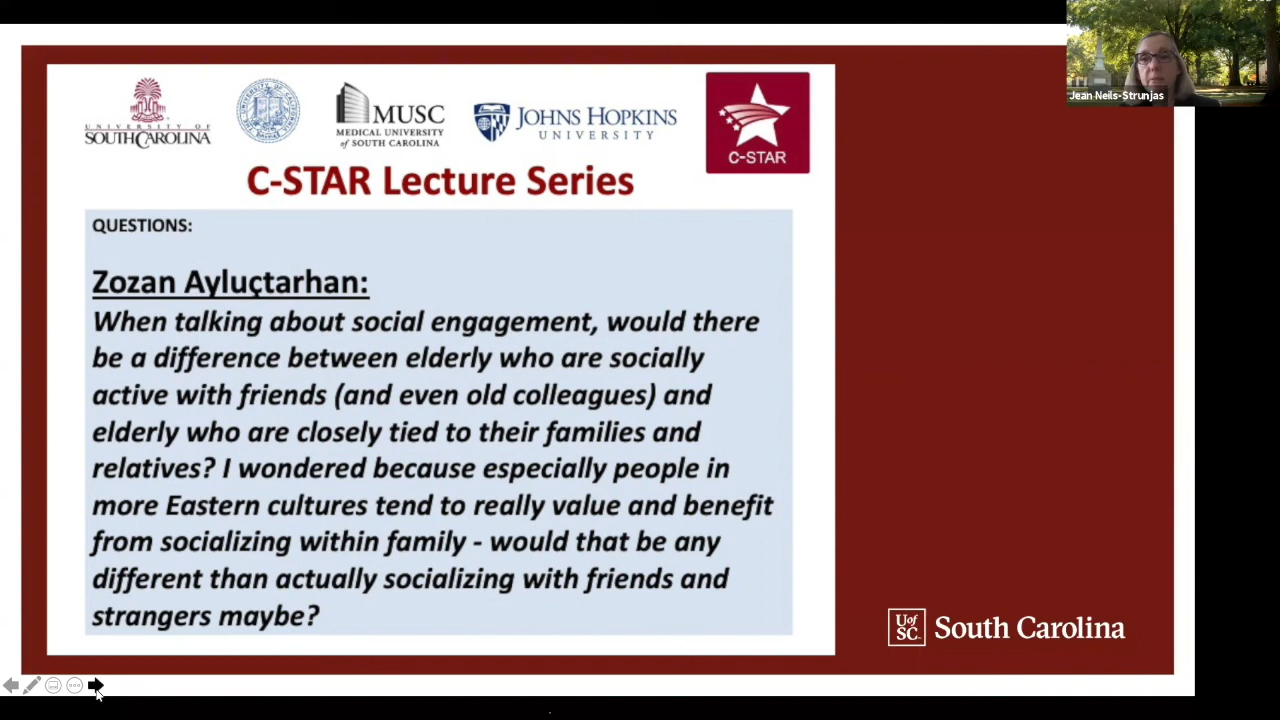 Jean Neils-Strunjas
UNIVERSITY OF
SOUTH CAROLINA
MUSC
MEDICAL UNIVERSITY
of SOUTH CAROLINA
JOHNS HOPKINS
UNIVERSITY
C-STAR
C-STAR Lecture Series
QUESTIONS:
Zozan Ayluçtarhan:
When talking about social engagement, would there
be a difference between elderly who are socially
active with friends (and even old colleagues) and
elderly who are closely tied to their families and
relatives? I wondered because especially people in
more Eastern cultures tend to really value and benefit
from socializing within family - would that be any
different than actually socializing with friends and
strangers maybe?
Uof
SC
South Carolina